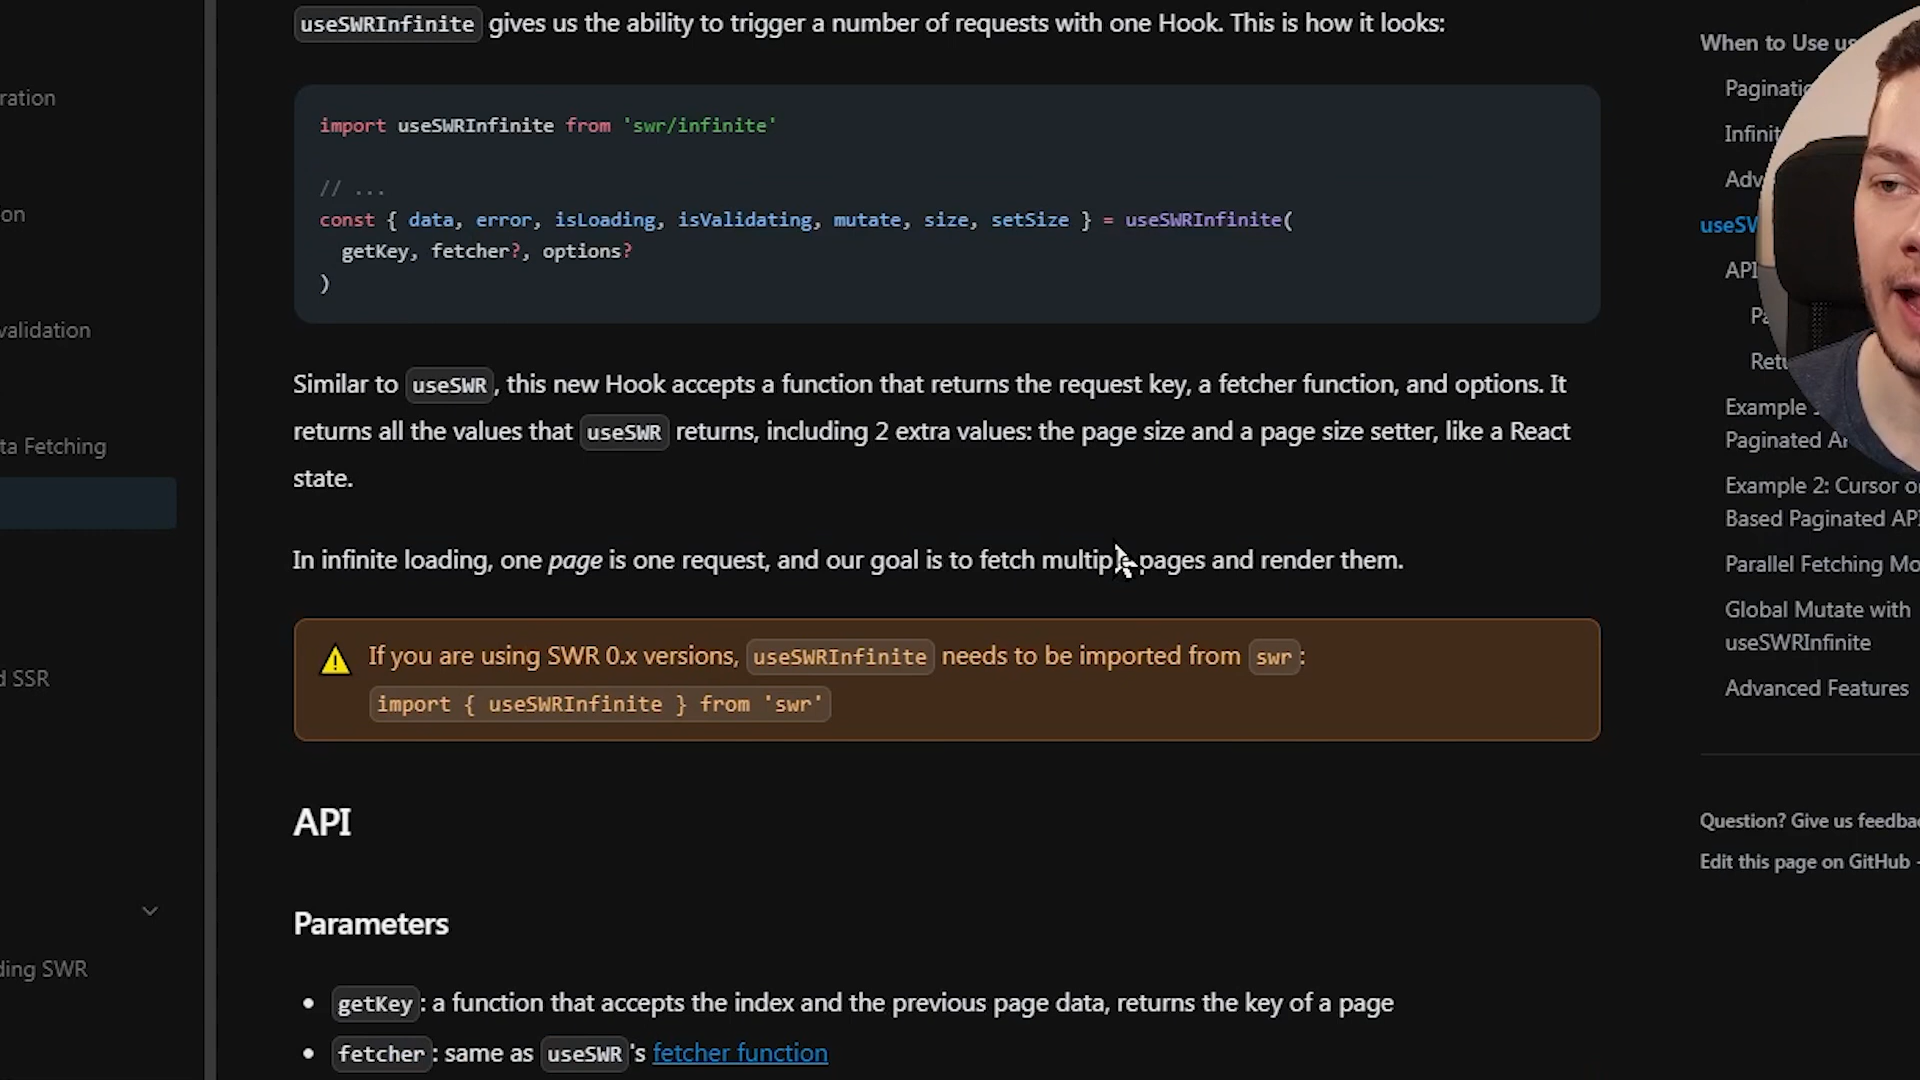 useSWRInfinite gives us the ability to trigger a number of requests with one Hook. This is how it looks:
import useSWRInfinite from 'swr/infinite'
// ...
const { data, error, isLoading, isValidating, mutate, size, setSize } = useSWRInfinite(
getKey, fetcher?, options?
)
Similar to useSWR, this new Hook accepts a function that returns the request key, a fetcher function, and options. It
returns all the values that useSWR returns, including 2 extra values: the page size and a page size setter, like a React
state.
In infinite loading, one page is one request, and our goal is to fetch multiple pages and render them.
⚠ If you are using SWR 0.x versions, useSWRInfinite needs to be imported from swr:
import { useSWRInfinite } from 'swr'
API
Parameters
• getKey: a function that accepts the index and the previous page data, returns the key of a page
• fetcher: same as useSWR's fetcher function
ration
ion
validation
ta Fetching
d SSR
ding SWR
When to Use us
Paginatio
Infinit
Adv
useSW
API
Pa
Retu
Example
Paginated
Example 2: Cursor o
Based Paginated API
Parallel Fetching Mo
Global Mutate with
useSWRInfinite
Advanced Features
Question? Give us feedba
Edit this page on GitHub